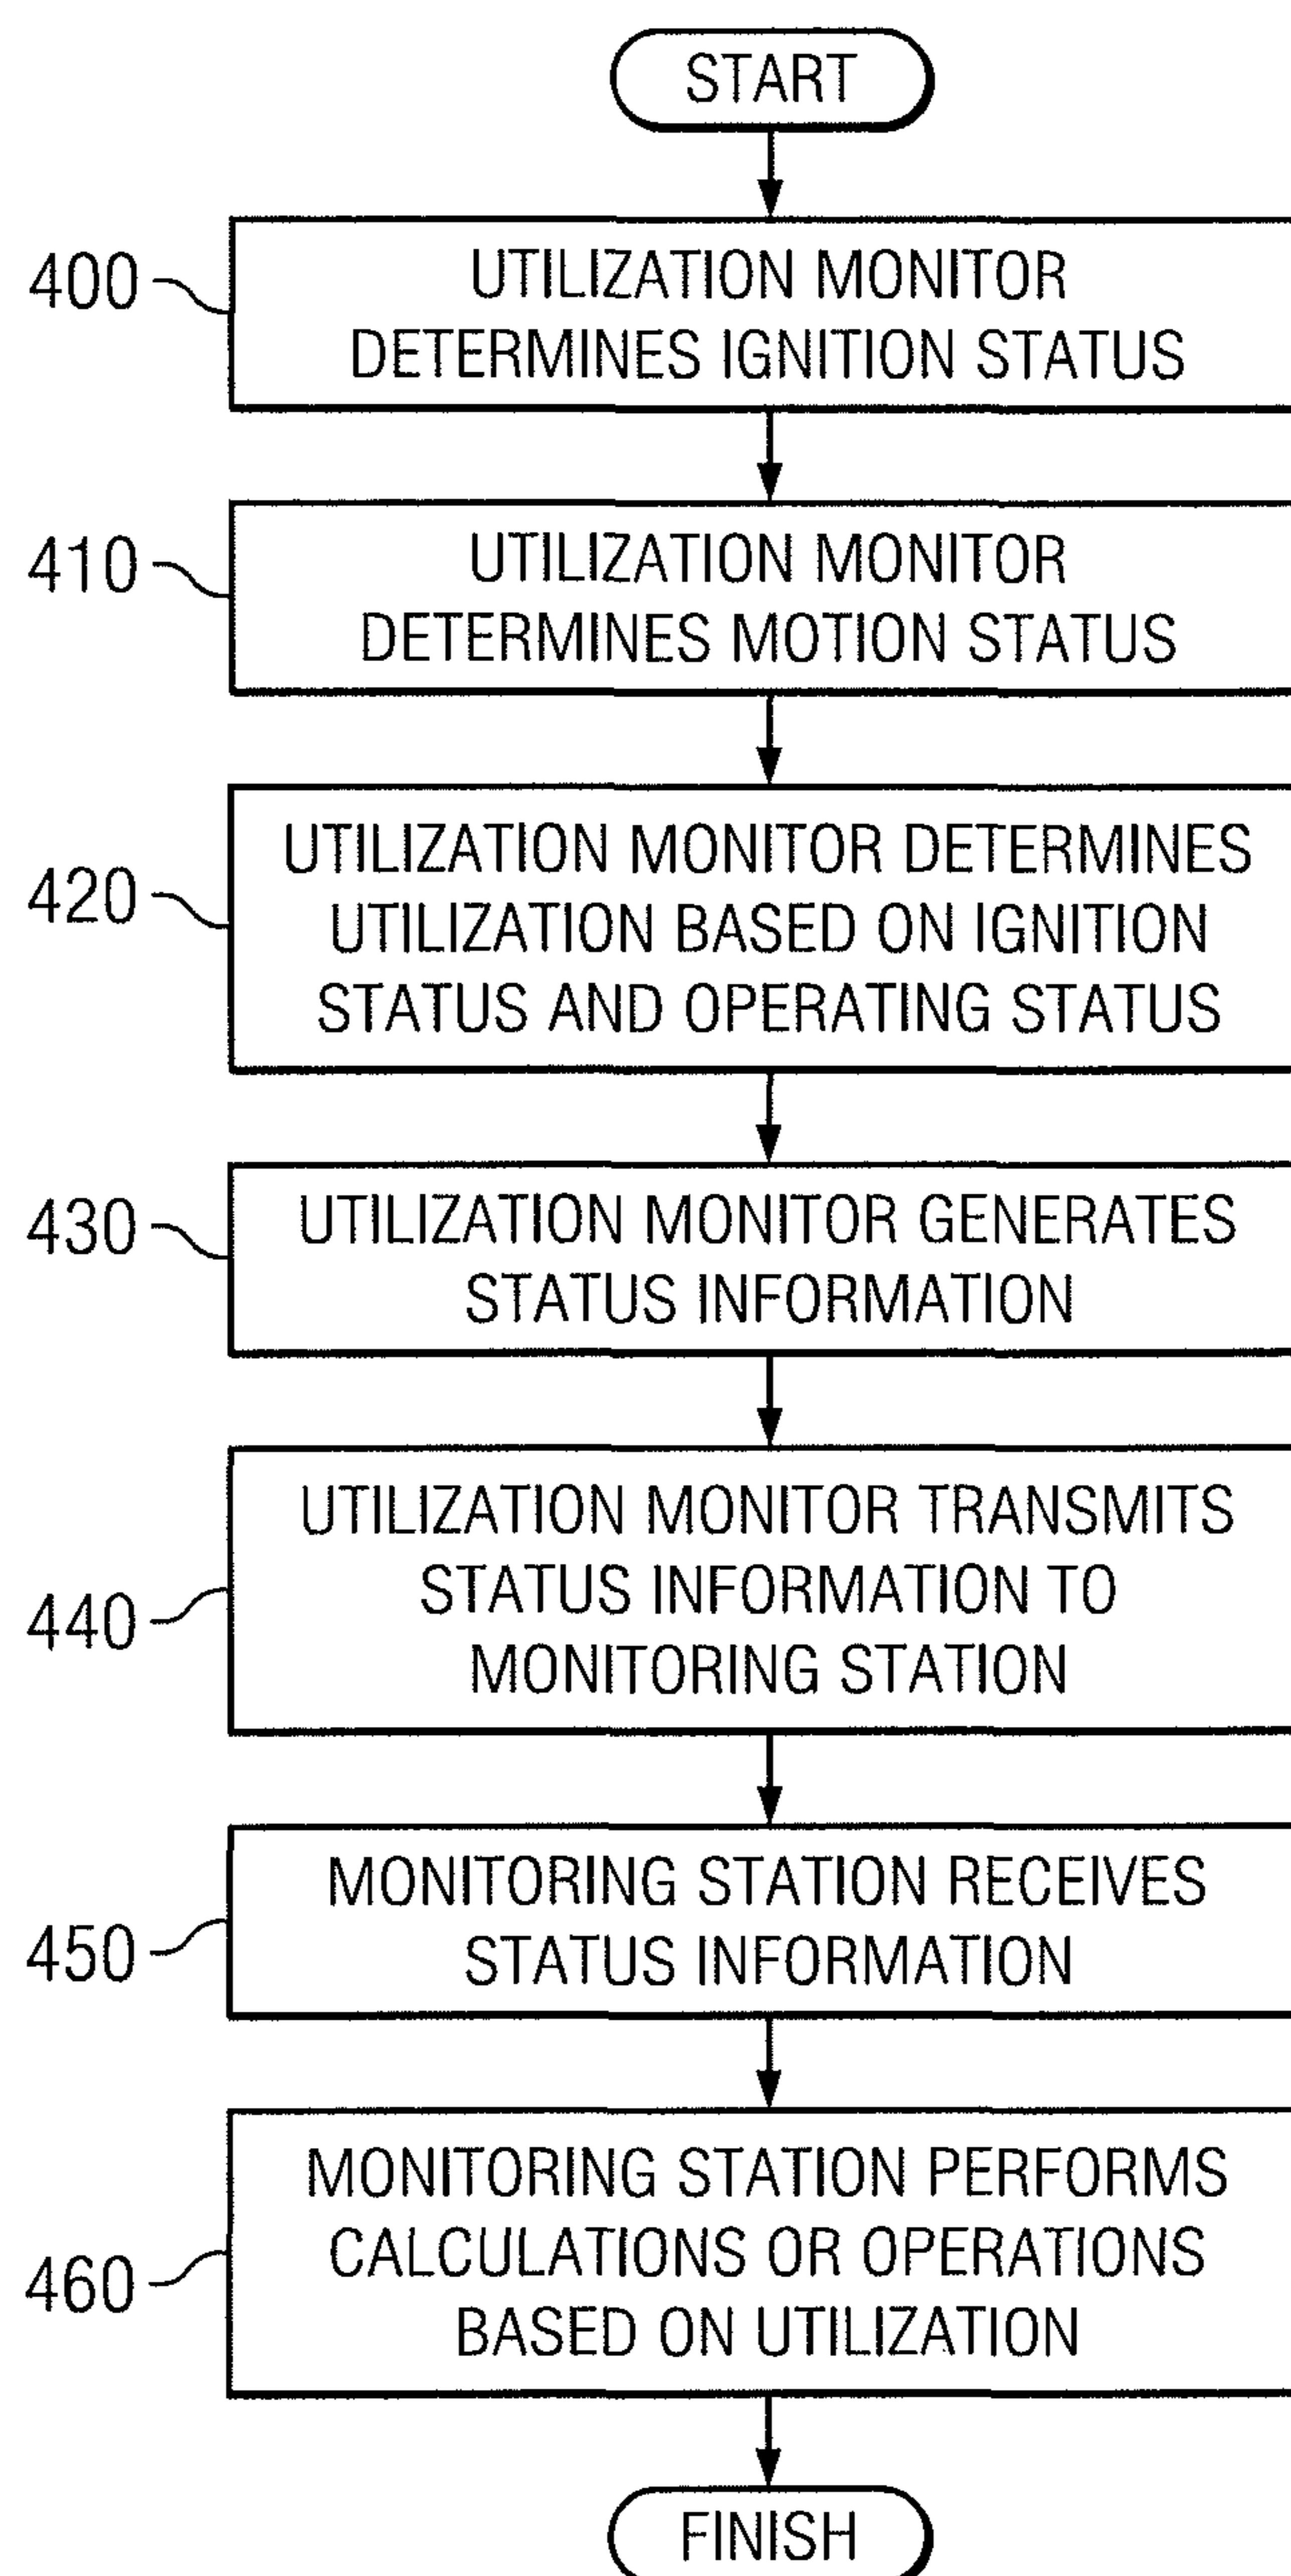 START
400
UTILIZATION MONITOR
DETERMINES IGNITION STATUS
410
UTILIZATION MONITOR
DETERMINES MOTION STATUS
420
UTILIZATION MONITOR DETERMINES
UTILIZATION BASED ON IGNITION
STATUS AND OPERATING STATUS
430
UTILIZATION MONITOR GENERATES
STATUS INFORMATION
440
UTILIZATION MONITOR TRANSMITS
STATUS INFORMATION TO
MONITORING STATION
450
MONITORING STATION RECEIVES
STATUS INFORMATION
460
MONITORING STATION PERFORMS
CALCULATIONS OR OPERATIONS
BASED ON UTILIZATION
FINISH